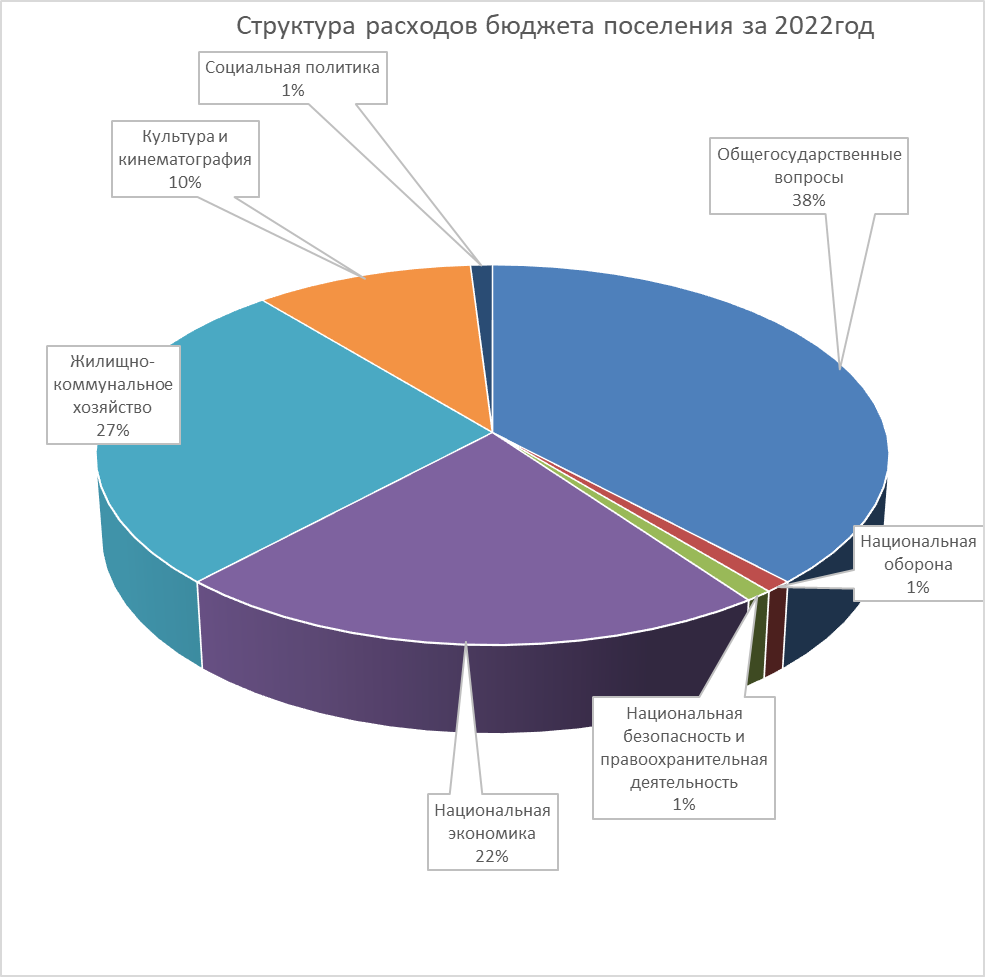 Структура расходов бюджета поселения за 2022год
Социальная политика
1%
Культура и
кинематография
10%
Общегосударственные
вопросы
38%
Жилищно-
коммунальное
хозяйство
27%
Национальная
оборона
1%
Национальная
безопасность и
правоохранительная
деятельность
1%
Национальная
экономика
22%